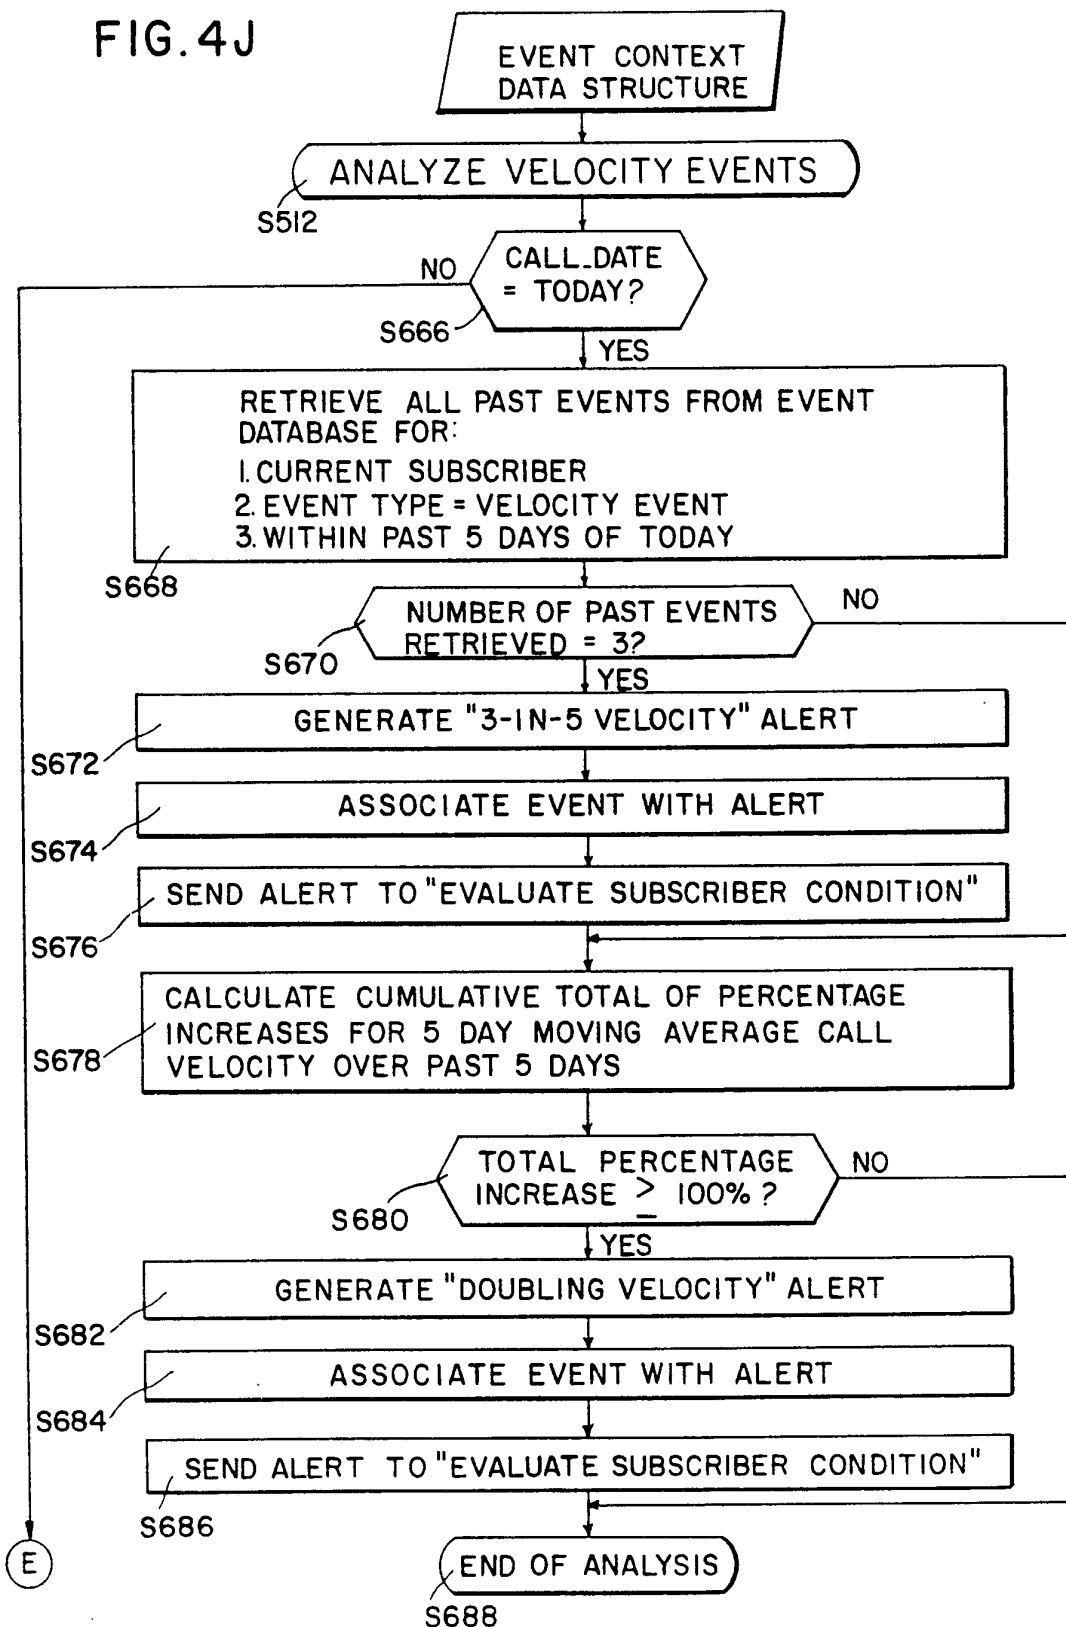 FIG. 4J
EVENT CONTEXT
DATA STRUCTURE
ANALYZE VELOCITY EVENTS
S512
CALL_DATE
= TODAY?
NO
S666
YES
RETRIEVE ALL PAST EVENTS FROM EVENT
DATABASE FOR:
1. CURRENT SUBSCRIBER
2. EVENT TYPE = VELOCITY EVENT
3. WITHIN PAST 5 DAYS OF TODAY
S668
NUMBER OF PAST EVENTS
RETRIEVED = 3?
NO
S670
YES
GENERATE "3-IN-5 VELOCITY" ALERT
S672
ASSOCIATE EVENT WITH ALERT
S674
SEND ALERT TO "EVALUATE SUBSCRIBER CONDITION"
S676
CALCULATE CUMULATIVE TOTAL OF PERCENTAGE
INCREASES FOR 5 DAY MOVING AVERAGE CALL
VELOCITY OVER PAST 5 DAYS
S678
TOTAL PERCENTAGE
INCREASE ≥ 100% ?
NO
S680
YES
GENERATE "DOUBLING VELOCITY" ALERT
S682
ASSOCIATE EVENT WITH ALERT
S684
SEND ALERT TO "EVALUATE SUBSCRIBER CONDITION"
S686
E
END OF ANALYSIS
S688